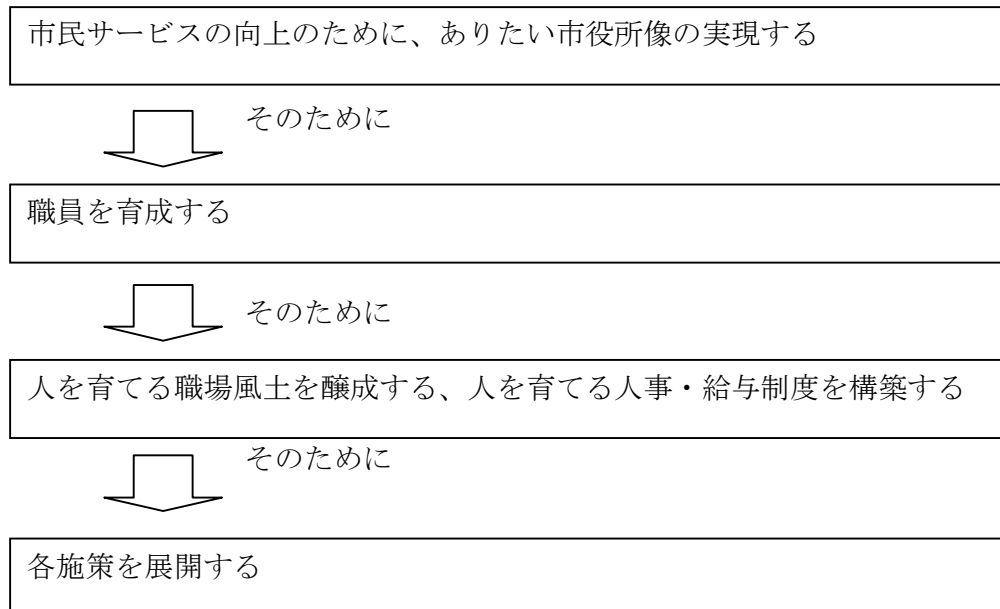 市民サービスの向上のために、ありたい市役所像の実現する
そのために
職員を育成する
そのために
人を育てる職場風土を醸成する、人を育てる人事・給与制度を構築する
そのために
各施策を展開する